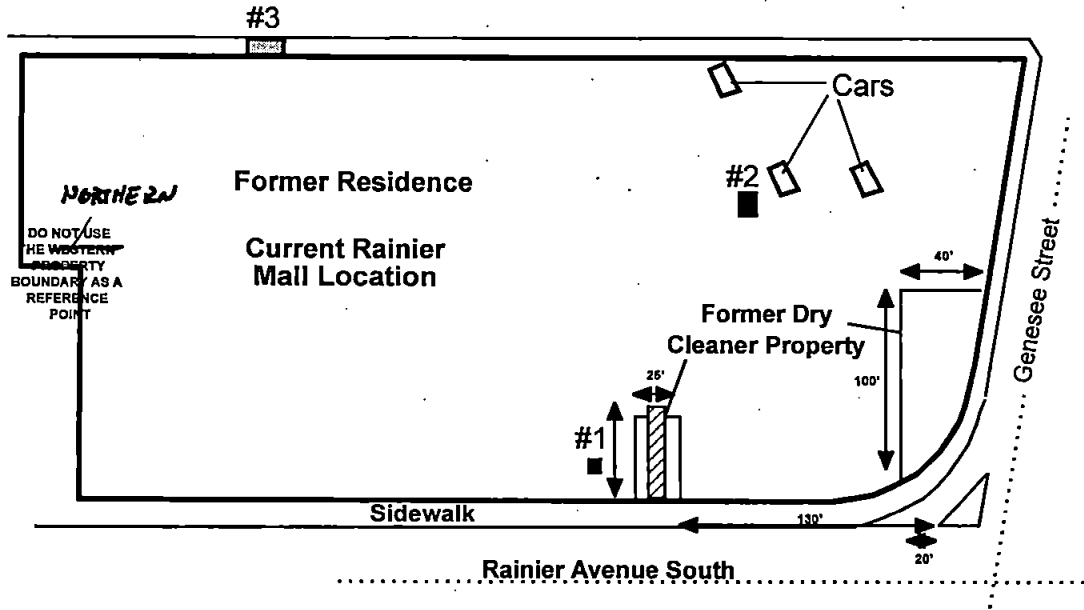 #3
Cars
NORTHERN
Former Residence
#2
DO NOT USE
THE WESTERN
PROPERTY
BOUNDARY AS A
REFERENCE
POINT
Current Rainier
Mall Location
Genesee Street
40'
Former Dry
Cleaner Property
100'
25'
#1
Sidewalk
130'
20'
Rainier Avenue South